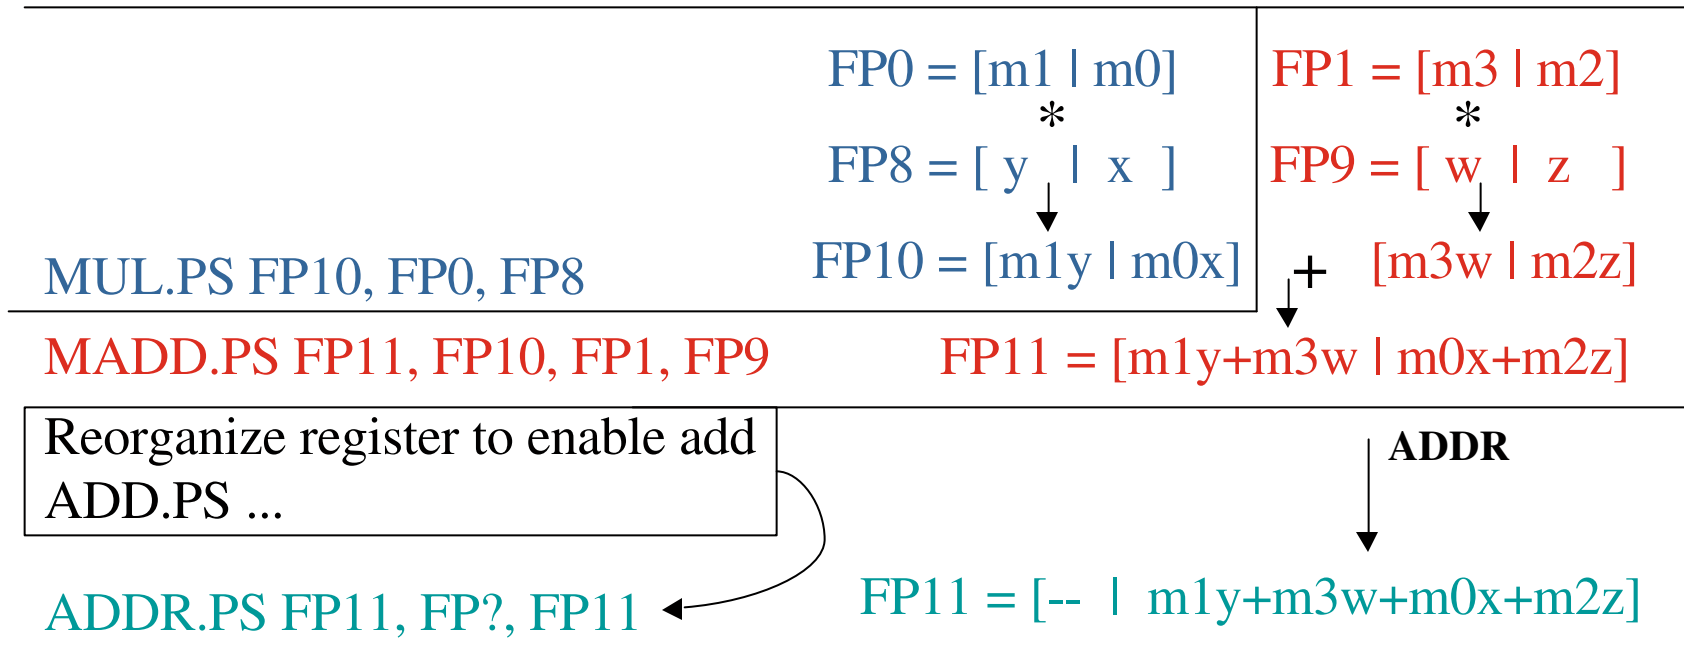 FP0 = [m1 | m0] FP1 = [m3 | m2]
* *
FP8 = [ y | x ] FP9 = [ w | z ]
MUL.PS FP10, FP0, FP8 FP10 = [m1y | m0x] + [m3w | m2z]
MADD.PS FP11, FP10, FP1, FP9 FP11 = [m1y+m3w | m0x+m2z]
Reorganize register to enable add
ADD.PS ...
ADDR
ADDR.PS FP11, FP?, FP11 FP11 = [-- | m1y+m3w+m0x+m2z]